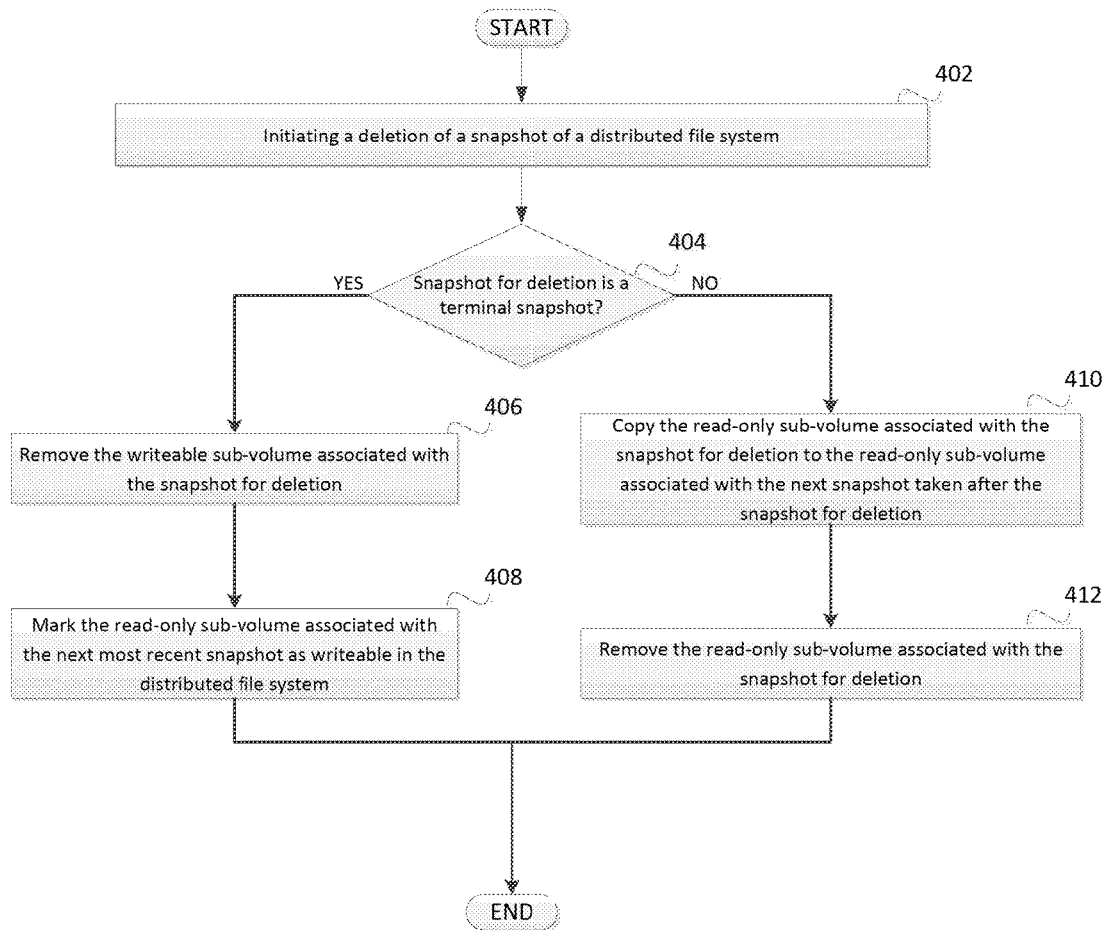 START
402
Initiating a deletion of a snapshot of a distributed file system
404
YES
Snapshot for deletion is a
terminal snapshot?
NO
406
Remove the writeable sub-volume associated with
the snapshot for deletion
410
Copy the read-only sub-volume associated with the
snapshot for deletion to the read-only sub-volume
associated with the next snapshot taken after the
snapshot for deletion
408
Mark the read-only sub-volume associated with
the next most recent snapshot as writeable in the
distributed file system
412
Remove the read-only sub-volume associated with the
snapshot for deletion
END